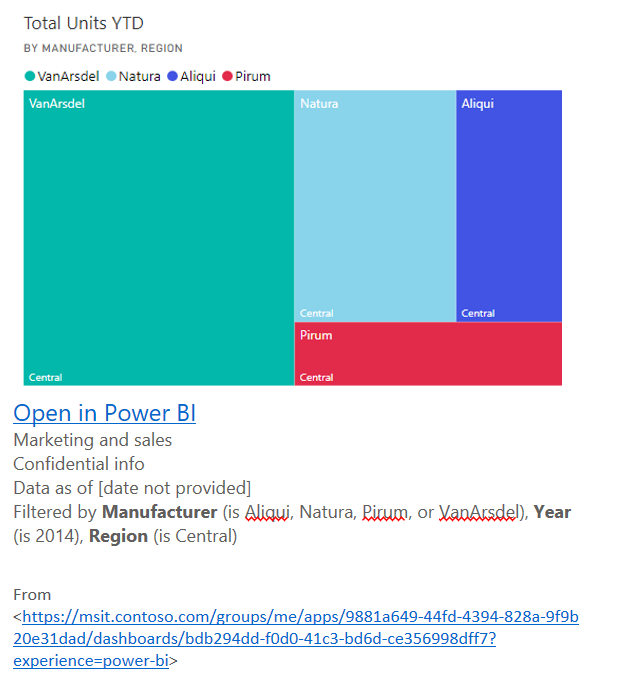 Total Units YTD
BY MANUFACTURER, REGION
VanArsdel Natura Aliqui Pirum
VanArsdel
Central
Natura
Central
Aliqui
Central
Pirum
Central
Open in Power BI
Marketing and sales
Confidential info
Data as of [date not provided]
Filtered by Manufacturer (is Aliqui, Natura, Pirum, or VanArsdel), Year
(is 2014), Region (is Central)
From
<https://msit.contoso.com/groups/me/apps/9881a649-44fd-4394-828a-9f9b
20e31dad/dashboards/bdb294dd-f0d0-41c3-bd6d-ce356998dff7?
experience=power-bi>